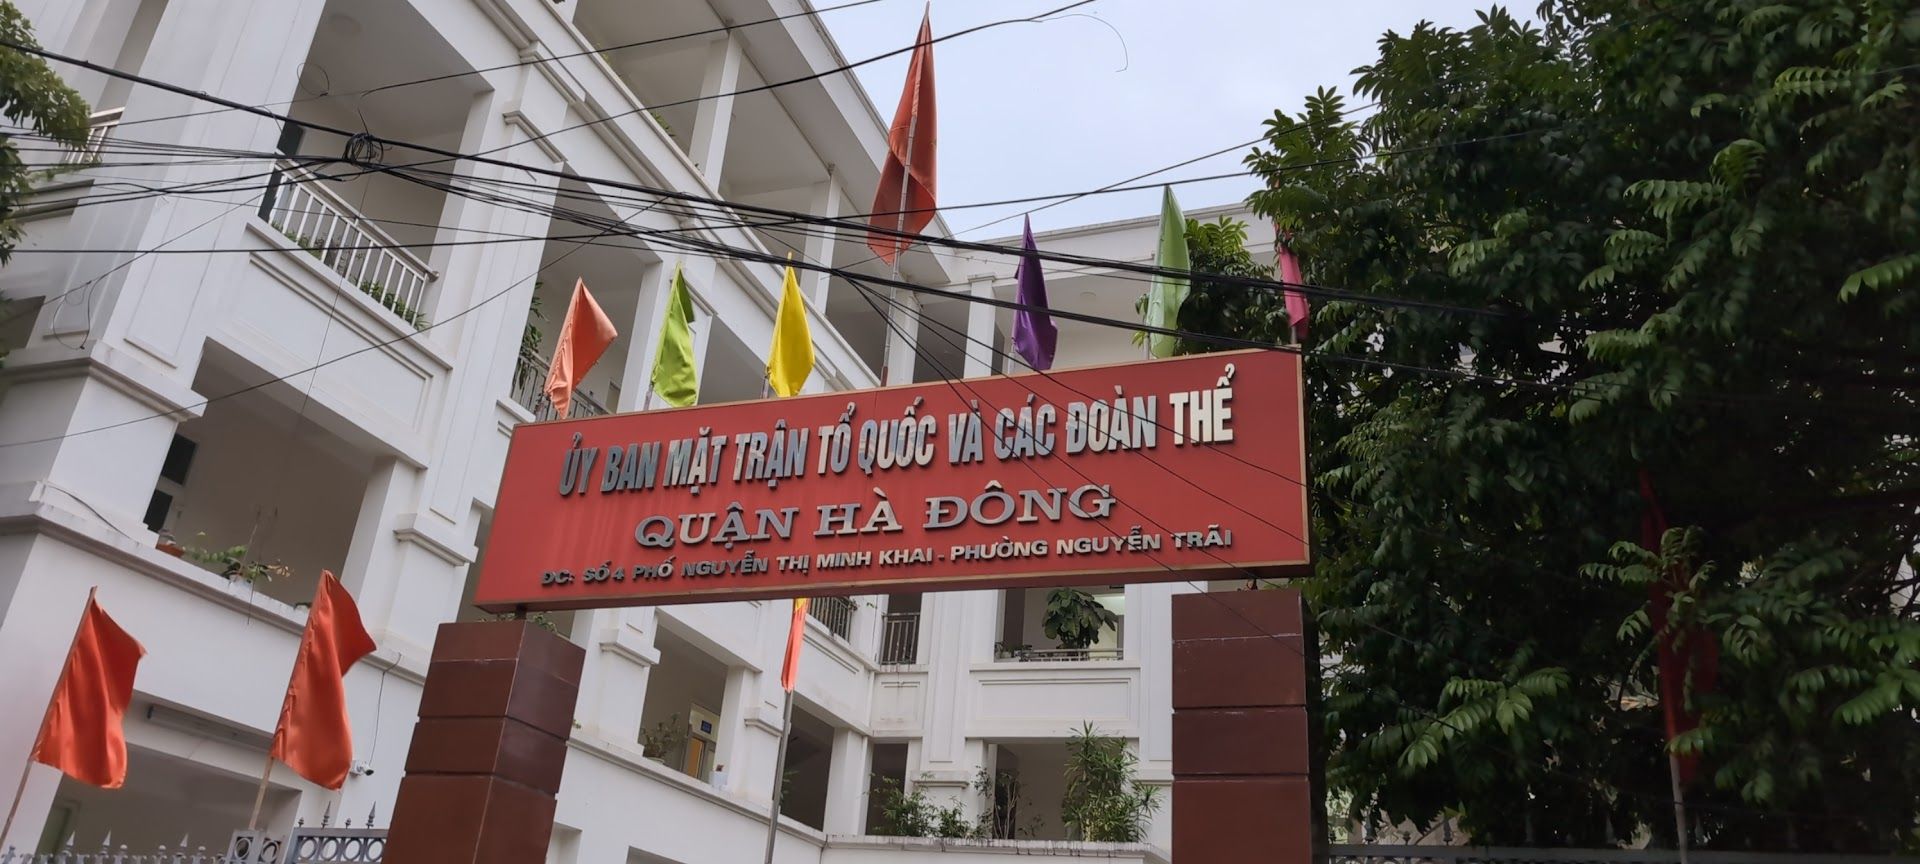 ỦY BAN MẶT TRẬN TỔ QUỐC VÀ CÁC ĐOÀN THỂ
QUẬN HÀ ĐÔNG
ĐC: SỐ 4 PHỐ NGUYỄN THỊ MINH KHAI - PHƯỜNG NGUYỄN TRÃI